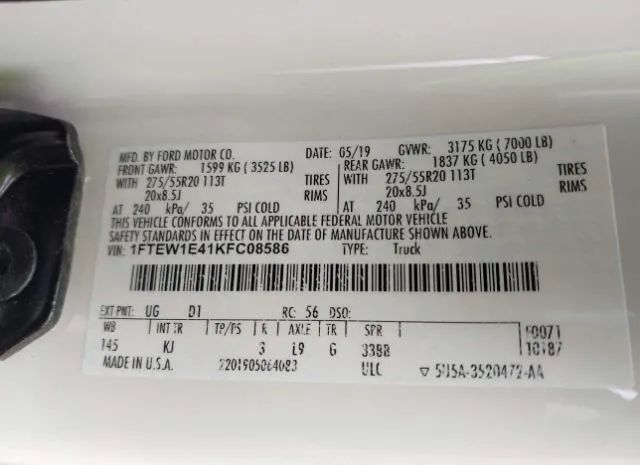 MFD. BY FORD MOTOR CO. DATE: 05/19 GVWR: 3175 KG ( 7000 LB)
FRONT GAWR: 1599 KG ( 3525 LB) REAR GAWR: 1837 KG ( 4050 LB)
WITH 275/55R20 113T TIRES WITH 275/55R20 113T TIRES
20x8.5J RIMS 20x8.5J RIMS
AT 240 kPa/ 35 PSI COLD AT 240 kPa/ 35 PSI COLD
THIS VEHICLE CONFORMS TO ALL APPLICABLE FEDERAL MOTOR VEHICLE
SAFETY STANDARDS IN EFFECT ON THE DATE OF MANUFACTURE SHOWN ABOVE.
VIN: 1FTEW1E41KFC08586 TYPE: Truck
EXT PNT: UG D1 RC: 56 DSO:
WB INT TR TP/PS R AXLE TR SPR
145 KJ 3 L9 G
MADE IN U.S.A. ULC